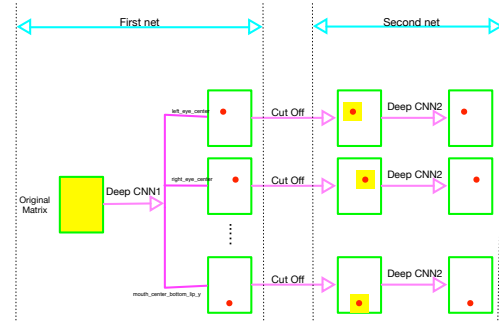 First net
Second net
left_eye_center
Cut Off
Deep CNN2
Original
Matrix
Deep CNN1
right_eye_center
Cut Off
Deep CNN2
mouth_center_bottom_lip_y
Cut Off
Deep CNN2